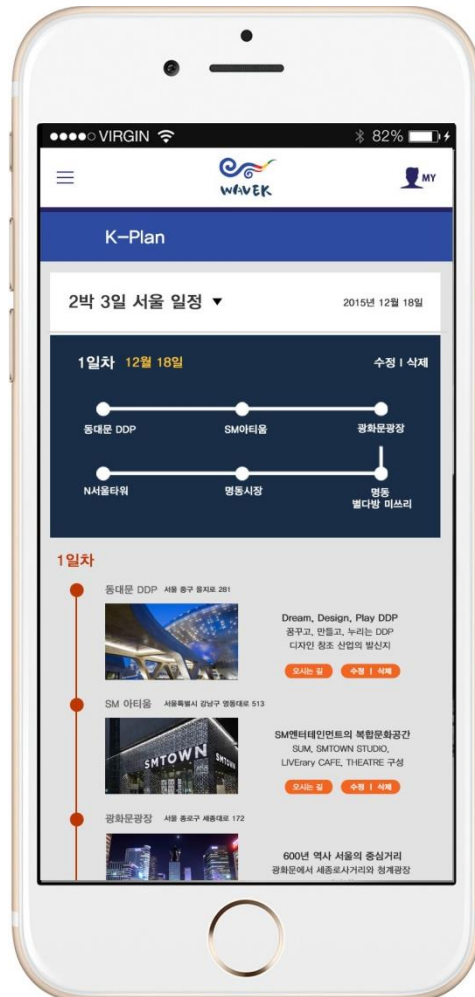 VIRGIN 82%
WAVEK
MY
K-Plan
2박 3일 서울 일정 ▼ 2015년 12월 18일
1일차 12월 18일 수정 | 삭제
동대문 DDP SM아티움 광화문광장
N서울타워 명동시장 명동
별다방 미쓰리
1일차
동대문 DDP 서울 중구 을지로 281
Dream, Design, Play DDP
꿈꾸고, 만들고, 누리는 DDP
디자인 창조 산업의 발신지
오시는 길 수정 | 삭제
SM 아티움 서울특별시 강남구 영동대로 513
SMTOWN
SM엔터테인먼트의 복합문화공간
SUM, SMTOWN STUDIO,
LIVErary CAFE, THEATRE 구성
오시는 길 수정 | 삭제
광화문광장 서울 종로구 세종대로 172
600년 역사 서울의 중심거리
광화문에서 세종로사거리와 청계광장